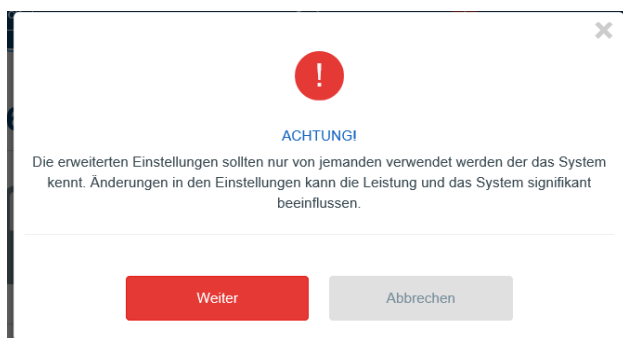 !
ACHTUNG!
Die erweiterten Einstellungen sollten nur von jemanden verwendet werden der das System
kennt. Änderungen in den Einstellungen kann die Leistung und das System signifikant
beeinflussen.
Weiter
Abbrechen